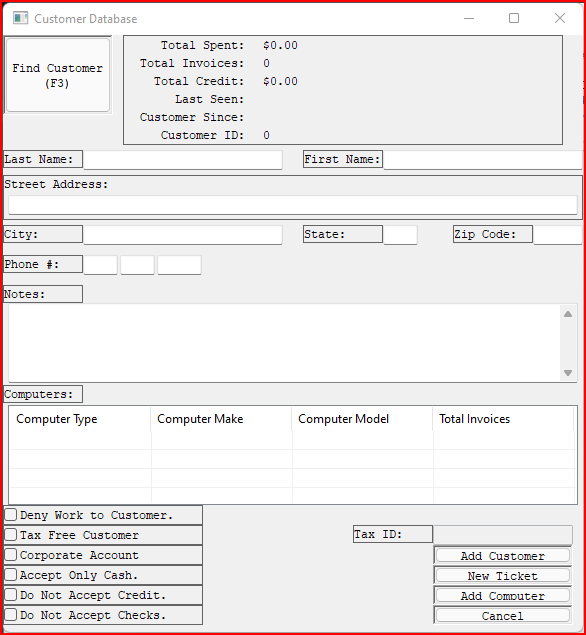 Customer Database
Find Customer
(F3)
Total Spent: $0.00
Total Invoices: 0
Total Credit: $0.00
Last Seen:
Customer Since:
Customer ID: 0
Last Name: First Name:
Street Address:
City: State: Zip Code:
Phone #:
Notes:
Computers:
Computer Type Computer Make Computer Model Total Invoices
Deny Work to Customer.
Tax Free Customer Tax ID:
Corporate Account Add Customer
Accept Only Cash. New Ticket
Do Not Accept Credit. Add Computer
Do Not Accept Checks. Cancel